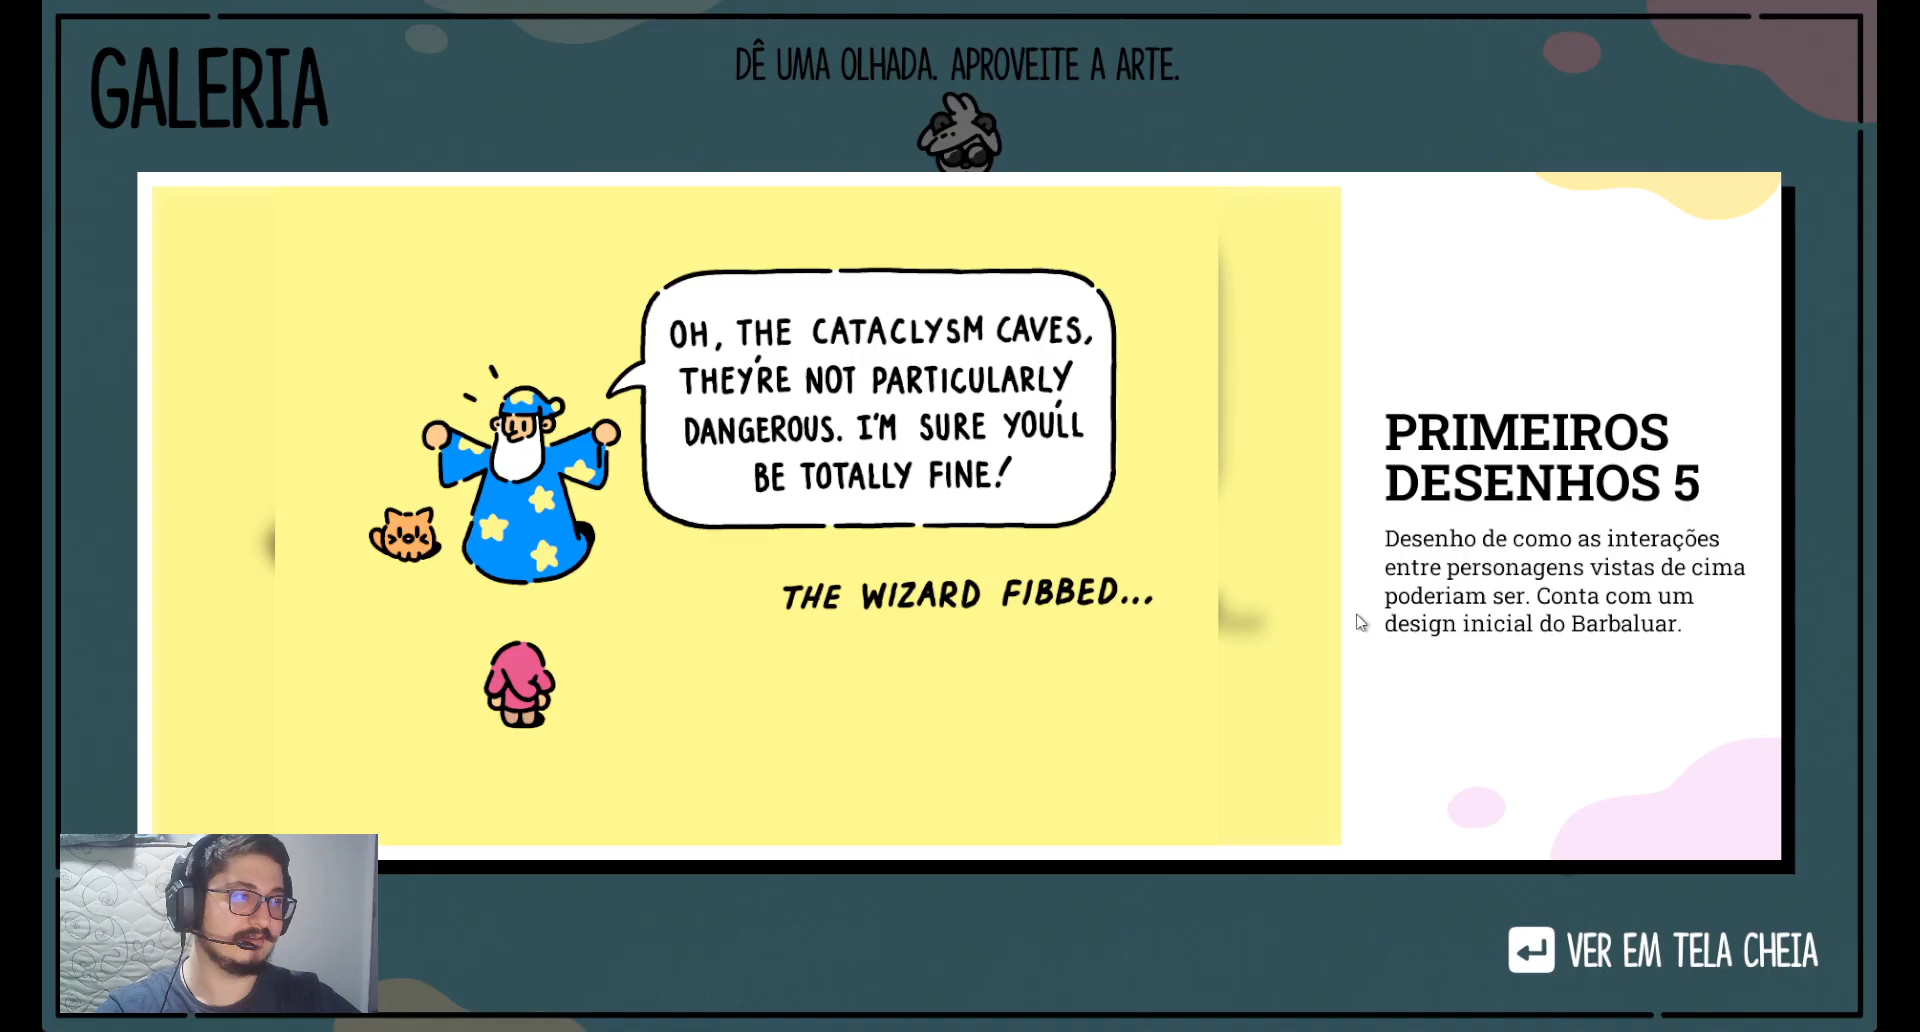 GALERIA
DÊ UMA OLHADA. APROVEITE A ARTE.
OH, THE CATACLYSM CAVES,
THEY'RE NOT PARTICULARLY
DANGEROUS. I'M SURE YOU'LL
BE TOTALLY FINE!
THE WIZARD FIBBED...
PRIMEIROS
DESENHOS 5
Desenho de como as interações
entre personagens vistas de cima
poderiam ser. Conta com um
design inicial do Barbaluar.
VER EM TELA CHEIA